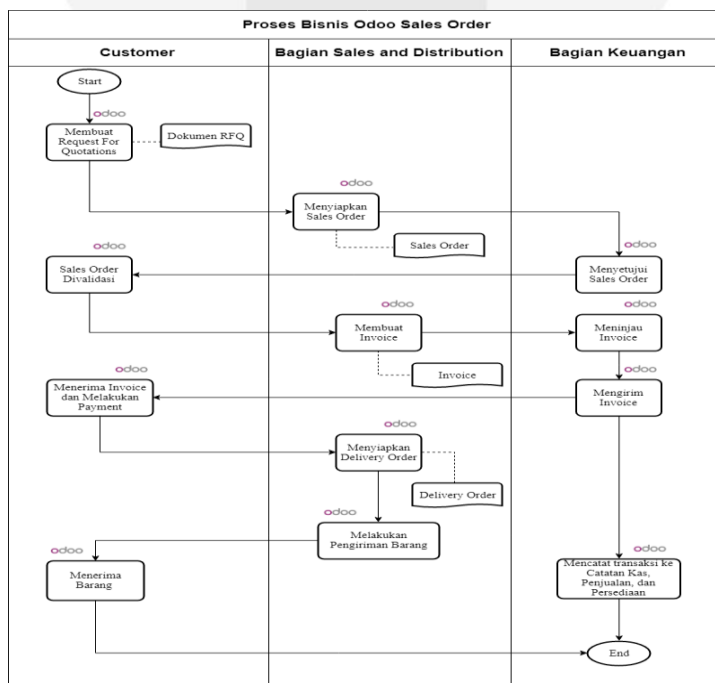 Proses Bisnis Odoo Sales Order
Customer
Bagian Sales and Distribution
Bagian Keuangan
Start
odoo
Membuat
Request For
Quotations
Dokumen RFQ
odoo
Menyiapkan
Sales Order
Sales Order
odoo
Menyetujui
Sales Order
odoo
Sales Order
Divalidasi
odoo
Membuat
Invoice
Invoice
odoo
Meninjau
Invoice
odoo
Mengirim
Invoice
odoo
Menerima Invoice
dan Melakukan
Payment
odoo
Menyiapkan
Delivery Order
Delivery Order
odoo
Melakukan
Pengiriman Barang
odoo
Menerima
Barang
odoo
Mencatat transaksi ke
Catatan Kas,
Penjualan, dan
Persediaan
End